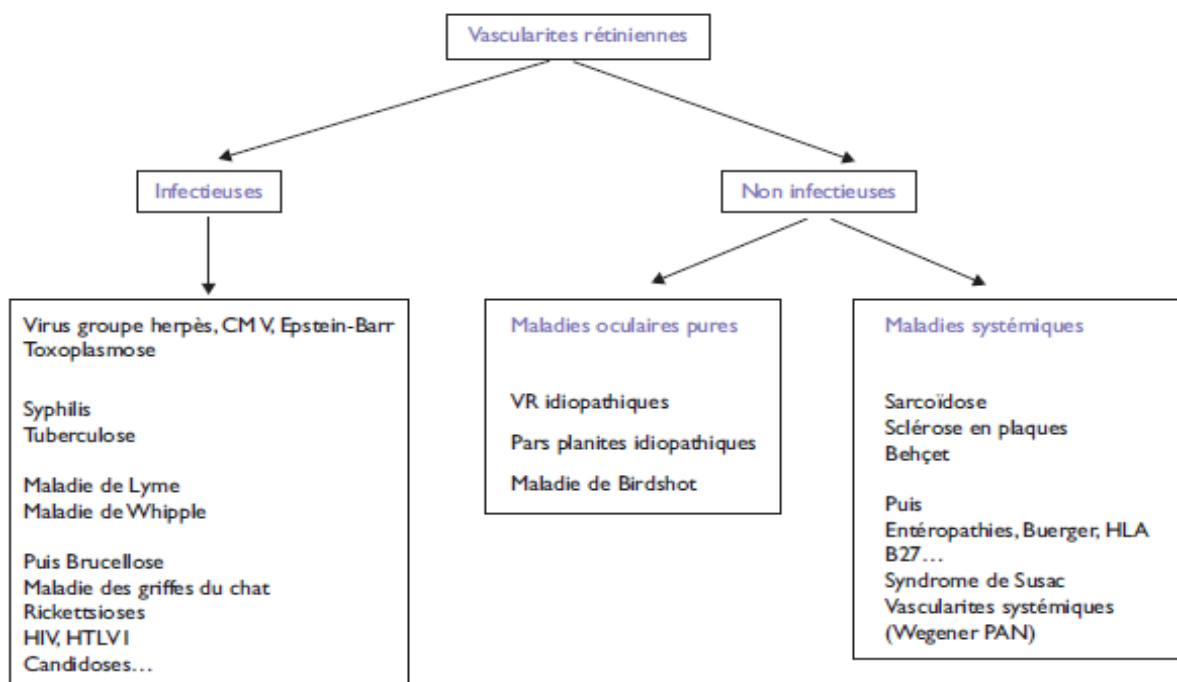 Vascularites rétiniennes
Infectieuses
Non infectieuses
Virus groupe herpès, CMV, Epstein-Barr
Toxoplasmose
Syphilis
Tuberculose
Maladie de Lyme
Maladie de Whipple
Puis Brucellose
Maladie des griffes du chat
Rickettsioses
HIV, HTLV1
Candidoses…
Maladies oculaires pures
VR idiopathiques
Pars planites idiopathiques
Maladie de Birdshot
Maladies systémiques
Sarcoïdose
Sclérose en plaques
Behçet
Puis
Entéropathies, Buerger, HLA
B27…
Syndrome de Susac
Vascularites systémiques
(Wegener PAN)